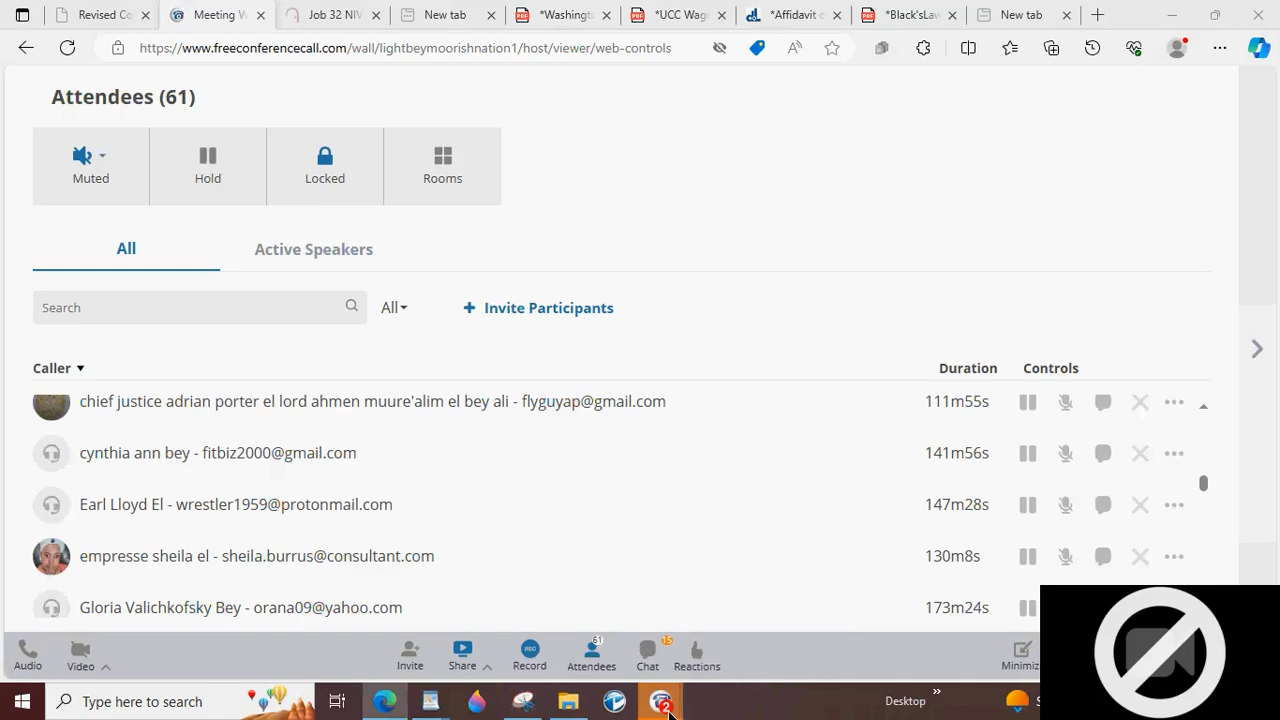 Revised Co
Meeting W
Job 32 NIV
New tab
*Washingt
*UCC Wag
*Affidavit c
*Black'sLaw
New tab
https://www.freeconferencecall.com/wall/lightbeymoorishnation1/host/viewer/web-controls
Attendees (61)
Muted
Hold
Locked
Rooms
All
Active Speakers
Search
All
+ Invite Participants
Caller
Duration
Controls
chief justice adrian porter el lord ahmen muure'alim el bey ali - flyguyap@gmail.com 111m55s
cynthia ann bey - fitbiz2000@gmail.com 141m56s
Earl Lloyd El - wrestler1959@protonmail.com 147m28s
empresse sheila el - sheila.burrus@consultant.com 130m8s
Gloria Valichkofsky Bey - orana09@yahoo.com 173m24s
Audio
Video
Invite
Share
REC
Record
61
Attendees
15
Chat
Reactions
Minimiz
Type here to search
2
Desktop